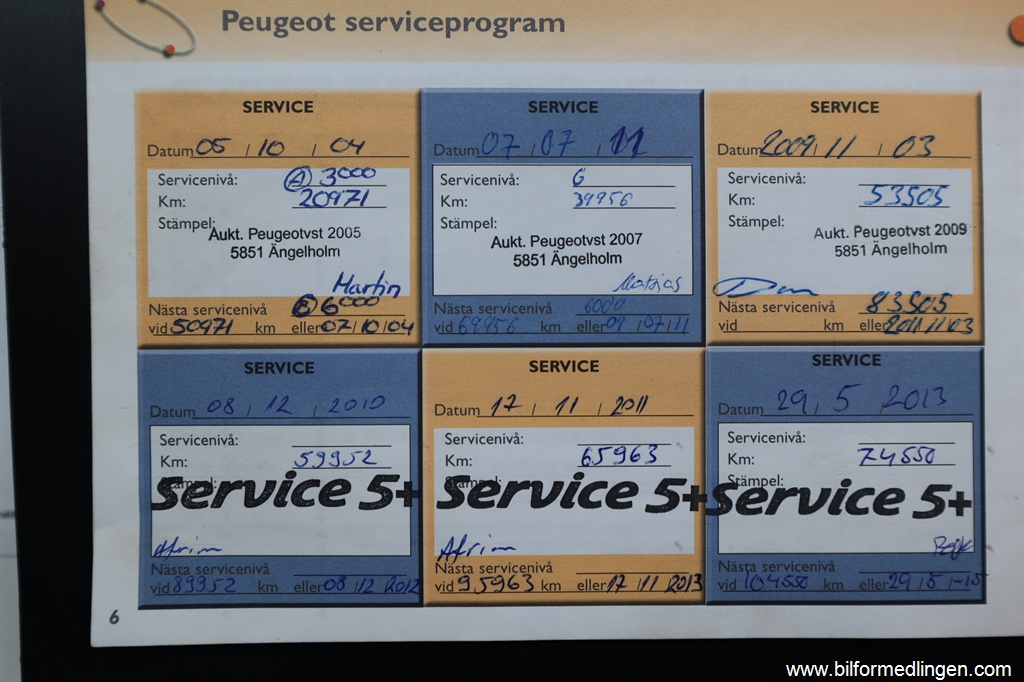 Peugeot serviceprogram
SERVICE
Datum 05 / 10 / 04
Servicenivå: Ⓐ 3000
Km: 20971
Stämpel:
Aukt. Peugeotvst 2005
5851 Ängelholm
Martin
Nästa servicenivå 6000
vid 50971 km eller 07/10/04
SERVICE
Datum 07 / 07 / 11
Servicenivå: 6
Km: 39956
Stämpel:
Aukt. Peugeotvst 2007
5851 Ängelholm
Mattias
Nästa servicenivå 6000
vid 69956 km eller 09/07/11
SERVICE
Datum 2009 / 11 / 03
Servicenivå:
Km: 53505
Stämpel:
Aukt. Peugeotvst 2009
5851 Ängelholm
Nästa servicenivå 83505
vid km eller 2011/11/03
SERVICE
Datum 08 / 12 / 2010
Servicenivå:
Km: 59952
Stämpel:
Service 5+
Afrim
Nästa servicenivå
vid 89952 km eller 08/12 2012
SERVICE
Datum 17 / 11 / 2011
Servicenivå:
Km: 65963
Service 5+
Afrim
Nästa servicenivå
vid 95963 km eller 17/11/2013
SERVICE
Datum 29 / 5 / 2013
Servicenivå:
Km: 74550
Stämpel:
Service 5+
Nästa servicenivå
vid 104550 km eller 29/5/-15
6
www.bilformedlingen.com